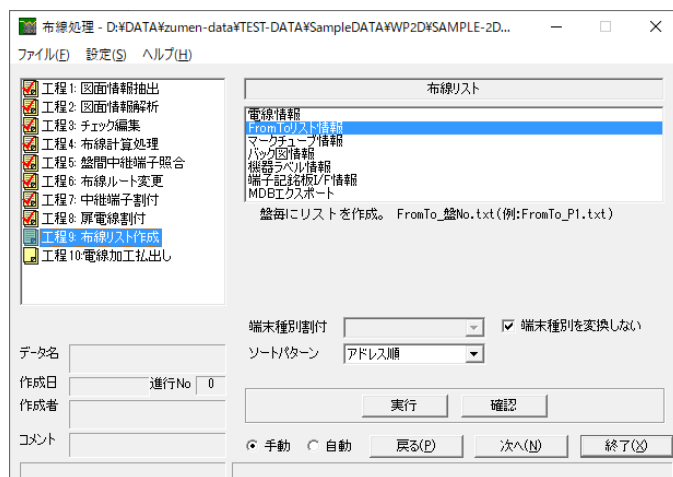 布線処理 - D:¥DATA¥zumen-data¥TEST-DATA¥SampleDATA¥WP2D¥SAMPLE-2D...
ファイル(F) 設定(S) ヘルプ(H)
工程1: 図面情報抽出
工程2: 図面情報解析
工程3: チェック編集
工程4: 布線計算処理
工程5: 盤間中継端子照合
工程6: 布線ルート変更
工程7: 中継端子割付
工程8: 扉電線割付
工程9: 布線リスト作成
工程10:電線加工払出し
布線リスト
電線情報
FromToリスト情報
マークチューブ情報
バック図情報
機器ラベル情報
端子記銘板I/F情報
MDBエクスポート
盤毎にリストを作成。 FromTo_盤No.txt(例:FromTo_P1.txt)
端末種別割付
端末種別を変換しない
ソートパターン アドレス順
データ名
作成日 進行No 0
作成者
コメント
実行 確認
手動 自動 戻る(P) 次へ(N) 終了(X)